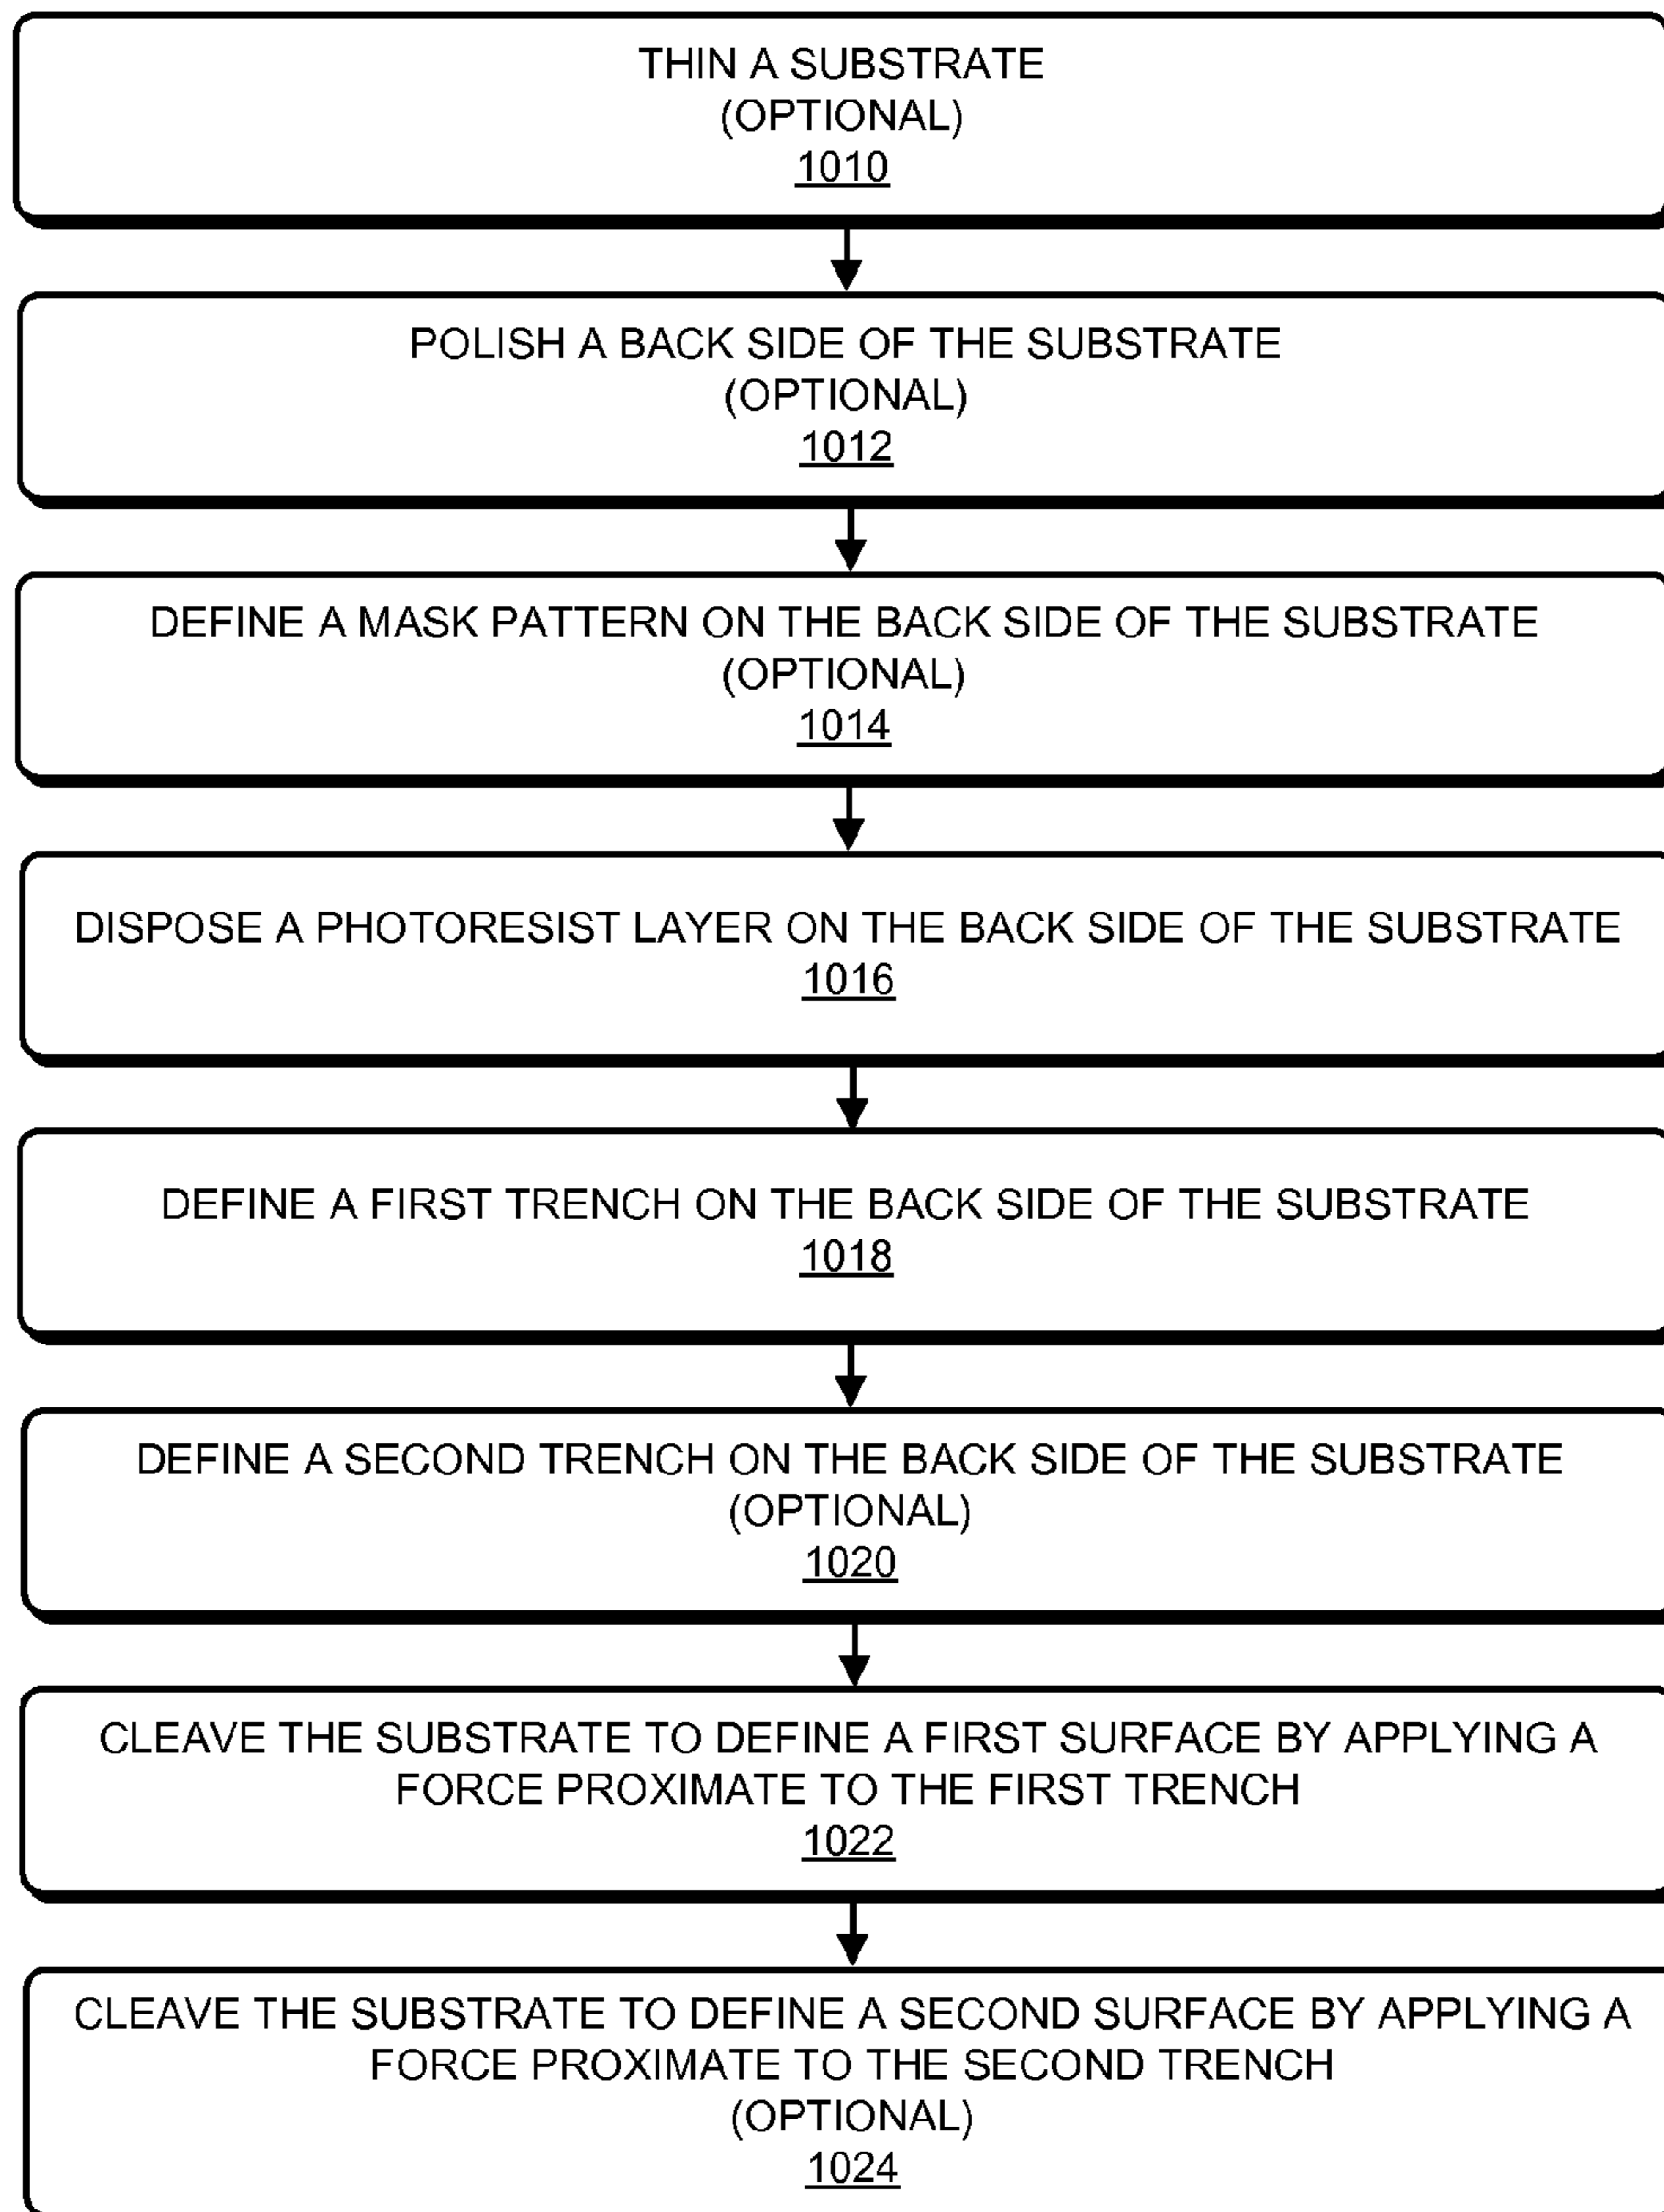 THIN A SUBSTRATE
(OPTIONAL)
1010
POLISH A BACK SIDE OF THE SUBSTRATE
(OPTIONAL)
1012
DEFINE A MASK PATTERN ON THE BACK SIDE OF THE SUBSTRATE
(OPTIONAL)
1014
DISPOSE A PHOTORESIST LAYER ON THE BACK SIDE OF THE SUBSTRATE
1016
DEFINE A FIRST TRENCH ON THE BACK SIDE OF THE SUBSTRATE
1018
DEFINE A SECOND TRENCH ON THE BACK SIDE OF THE SUBSTRATE
(OPTIONAL)
1020
CLEAVE THE SUBSTRATE TO DEFINE A FIRST SURFACE BY APPLYING A
FORCE PROXIMATE TO THE FIRST TRENCH
1022
CLEAVE THE SUBSTRATE TO DEFINE A SECOND SURFACE BY APPLYING A
FORCE PROXIMATE TO THE SECOND TRENCH
(OPTIONAL)
1024